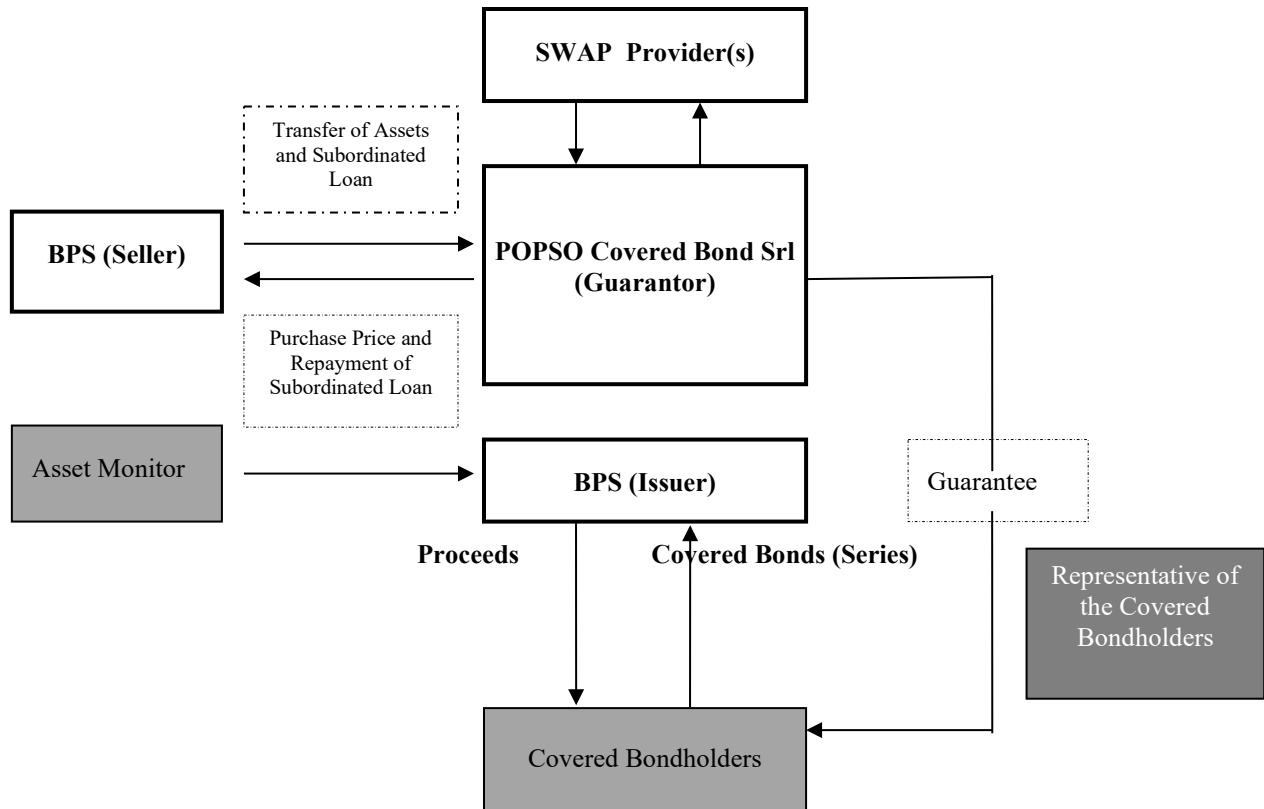 SWAP Provider(s)
Transfer of Assets
and Subordinated
Loan
BPS (Seller)
POPSO Covered Bond Srl
(Guarantor)
Purchase Price and
Repayment of
Subordinated Loan
Asset Monitor
BPS (Issuer)
Guarantee
Proceeds
Covered Bonds (Series)
Representative of
the Covered
Bondholders
Covered Bondholders